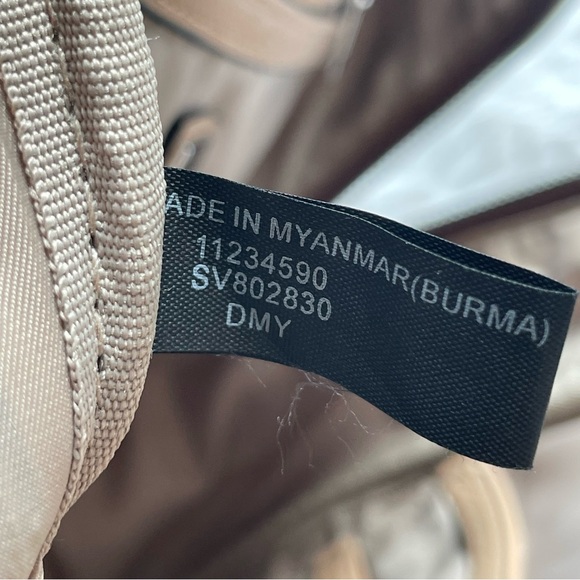 ADE IN MYANMAR(BURMA)
11234590
SV802830
DMY